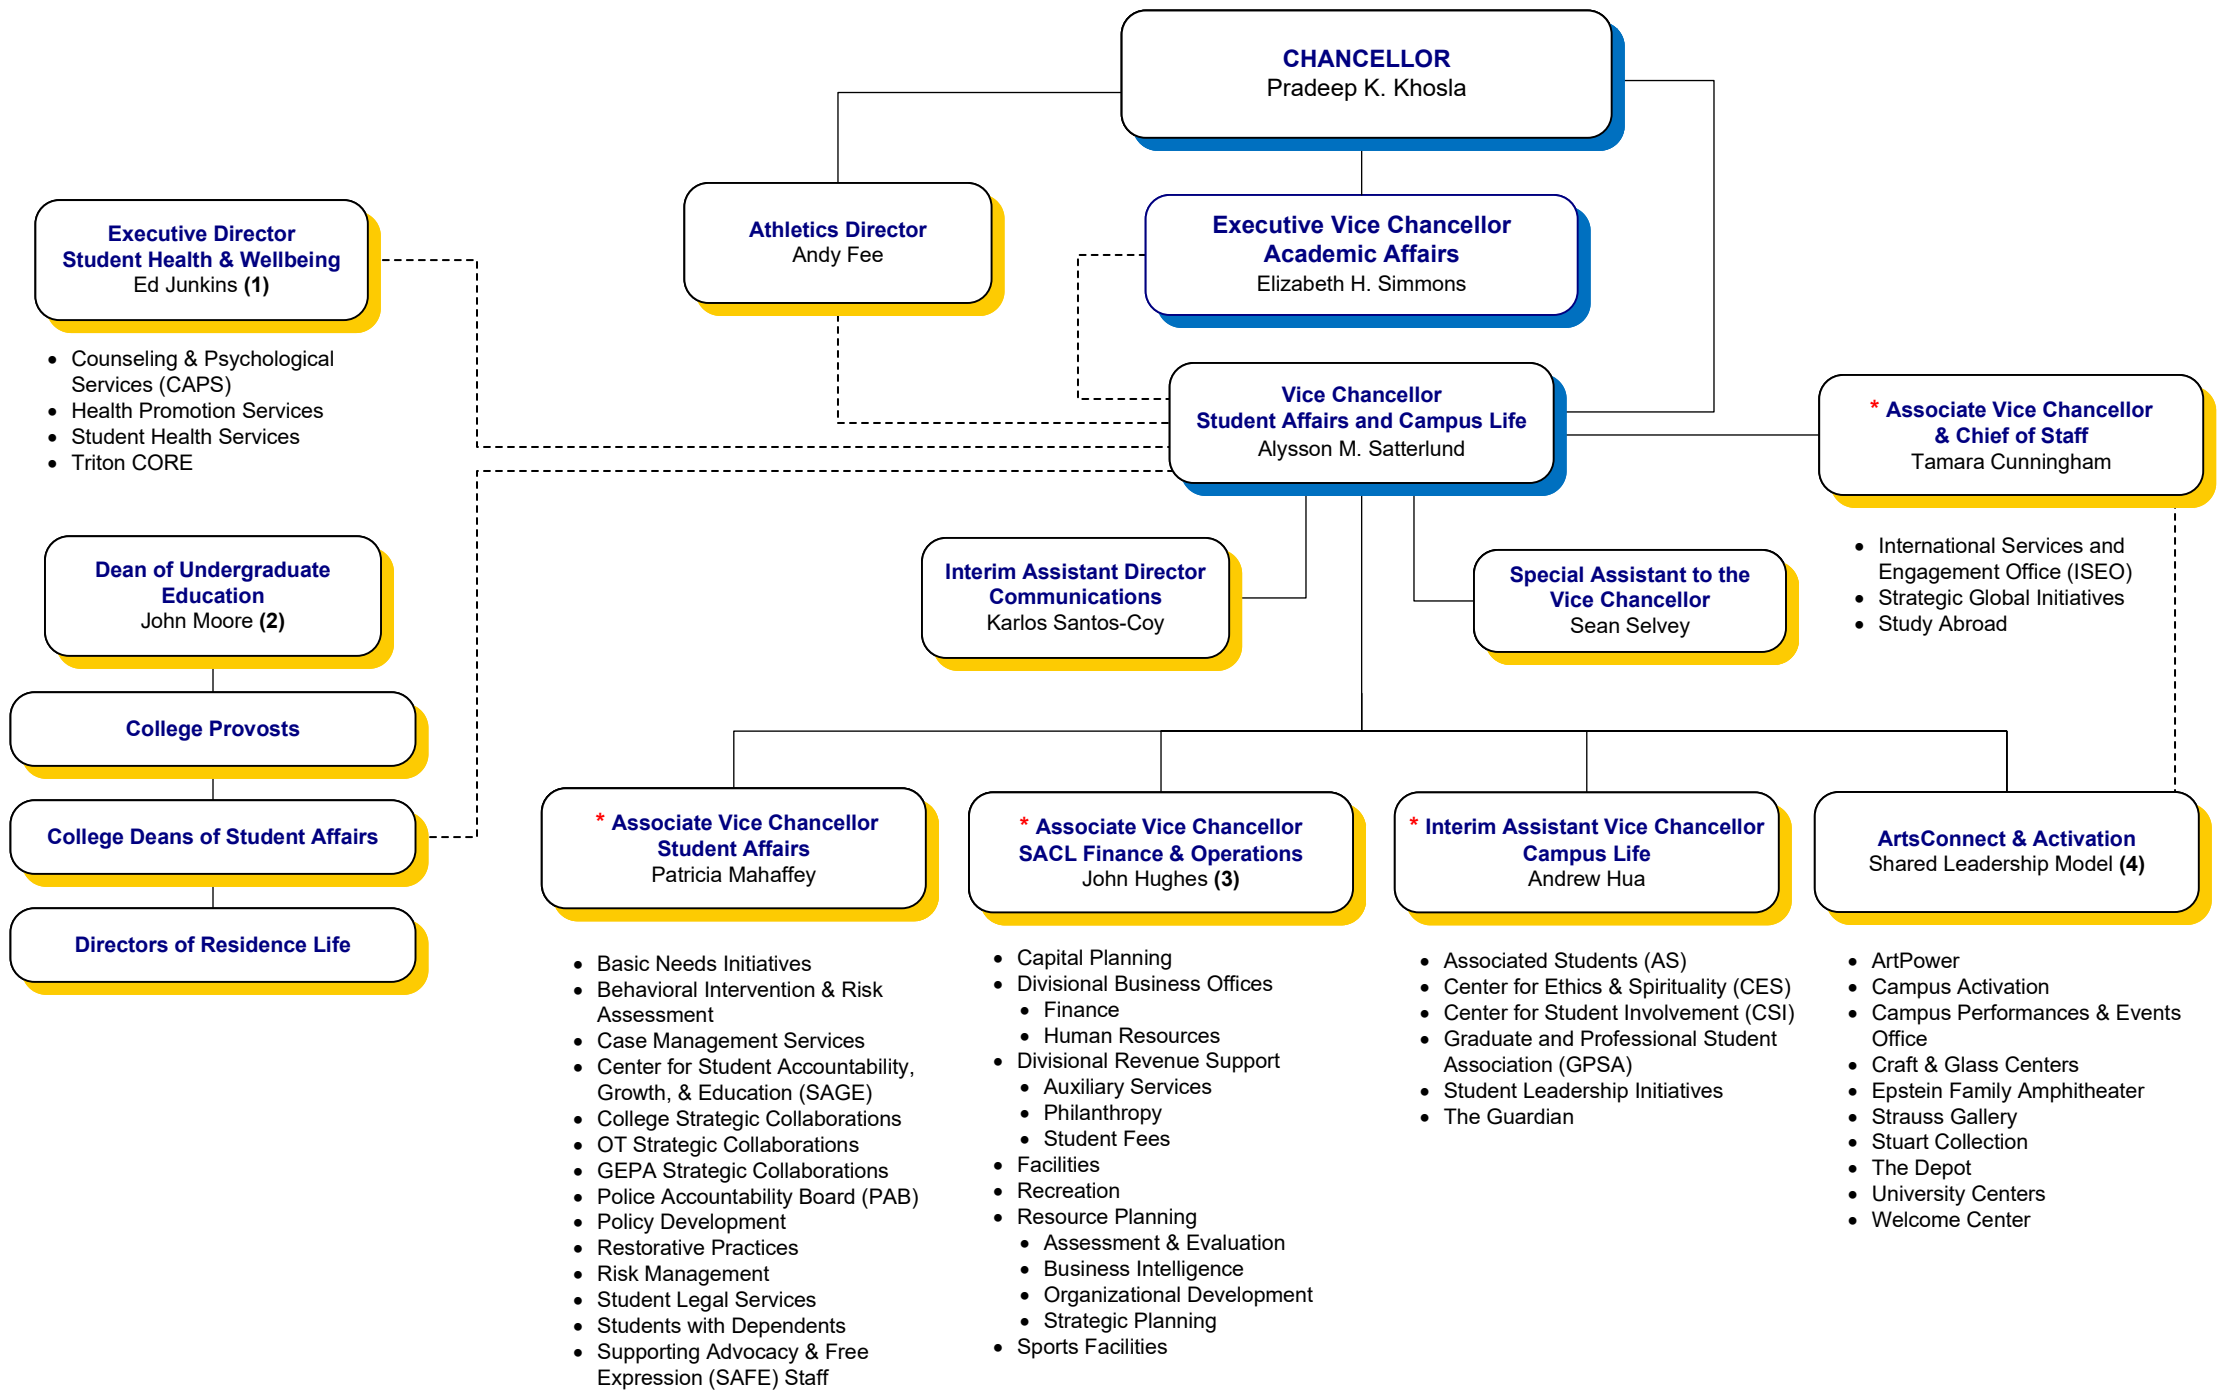 CHANCELLOR
Pradeep K. Khosla
Athletics Director
Andy Fee
Executive Vice Chancellor
Academic Affairs
Elizabeth H. Simmons
Executive Director
Student Health & Wellbeing
Ed Junkins (1)
• Counseling & Psychological
Services (CAPS)
• Health Promotion Services
• Student Health Services
• Triton CORE
Vice Chancellor
Student Affairs and Campus Life
Alysson M. Satterlund
* Associate Vice Chancellor
& Chief of Staff
Tamara Cunningham
• International Services and
Engagement Office (ISEO)
• Strategic Global Initiatives
• Study Abroad
Dean of Undergraduate
Education
John Moore (2)
College Provosts
College Deans of Student Affairs
Directors of Residence Life
Interim Assistant Director
Communications
Karlos Santos-Coy
Special Assistant to the
Vice Chancellor
Sean Selvey
* Associate Vice Chancellor
Student Affairs
Patricia Mahaffey
• Basic Needs Initiatives
• Behavioral Intervention & Risk
Assessment
• Case Management Services
• Center for Student Accountability,
Growth, & Education (SAGE)
• College Strategic Collaborations
• OT Strategic Collaborations
• GEPA Strategic Collaborations
• Police Accountability Board (PAB)
• Policy Development
• Restorative Practices
• Risk Management
• Student Legal Services
• Students with Dependents
• Supporting Advocacy & Free
Expression (SAFE) Staff
* Associate Vice Chancellor
SACL Finance & Operations
John Hughes (3)
• Capital Planning
• Divisional Business Offices
• Finance
• Human Resources
• Divisional Revenue Support
• Auxiliary Services
• Philanthropy
• Student Fees
• Facilities
• Recreation
• Resource Planning
• Assessment & Evaluation
• Business Intelligence
• Organizational Development
• Strategic Planning
• Sports Facilities
* Interim Assistant Vice Chancellor
Campus Life
Andrew Hua
• Associated Students (AS)
• Center for Ethics & Spirituality (CES)
• Center for Student Involvement (CSI)
• Graduate and Professional Student
Association (GPSA)
• Student Leadership Initiatives
• The Guardian
ArtsConnect & Activation
Shared Leadership Model (4)
• ArtPower
• Campus Activation
• Campus Performances & Events
Office
• Craft & Glass Centers
• Epstein Family Amphitheater
• Strauss Gallery
• Stuart Collection
• The Depot
• University Centers
• Welcome Center